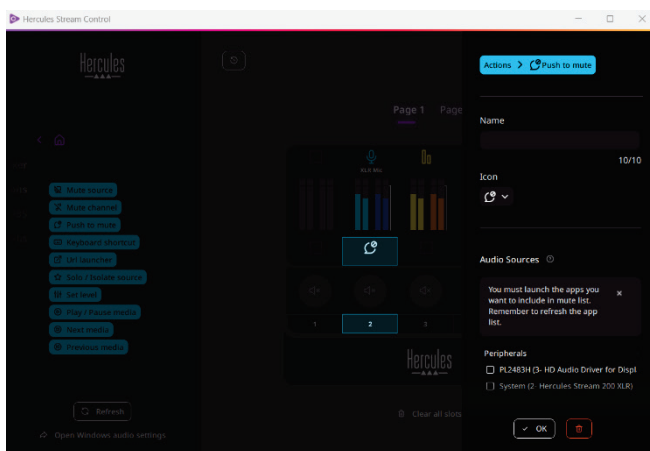 Hercules Stream Control
Hercules
Page 1 Page
XLR Mic
Mute source
Mute channel
Push to mute
Keyboard shortcut
Url launcher
Solo / Isolate source
Set level
Play / Pause media
Next media
Previous media
1 2 3
Hercules
Refresh
Clear all slots
Open Windows audio settings
Actions > Push to mute
Name
10/10
Icon
Audio Sources
You must launch the apps you
want to include in mute list.
Remember to refresh the app
list.
Peripherals
PL2483H (3- HD Audio Driver for Displ
System (2- Hercules Stream 200 XLR)
OK